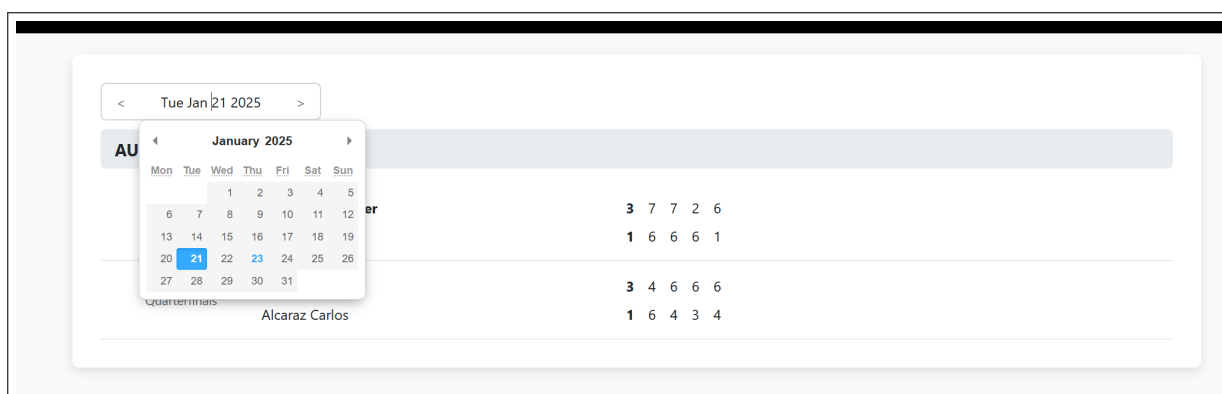 < Tue Jan 21 2025 >
AU
January 2025
Mon Tue Wed Thu Fri Sat Sun
1 2 3 4 5
6 7 8 9 10 11 12
13 14 15 16 17 18 19
20 21 22 23 24 25 26
27 28 29 30 31
er 3 7 7 2 6
1 6 6 6 1
3 4 6 6 6
Quarterfinals
Alcaraz Carlos 1 6 4 3 4